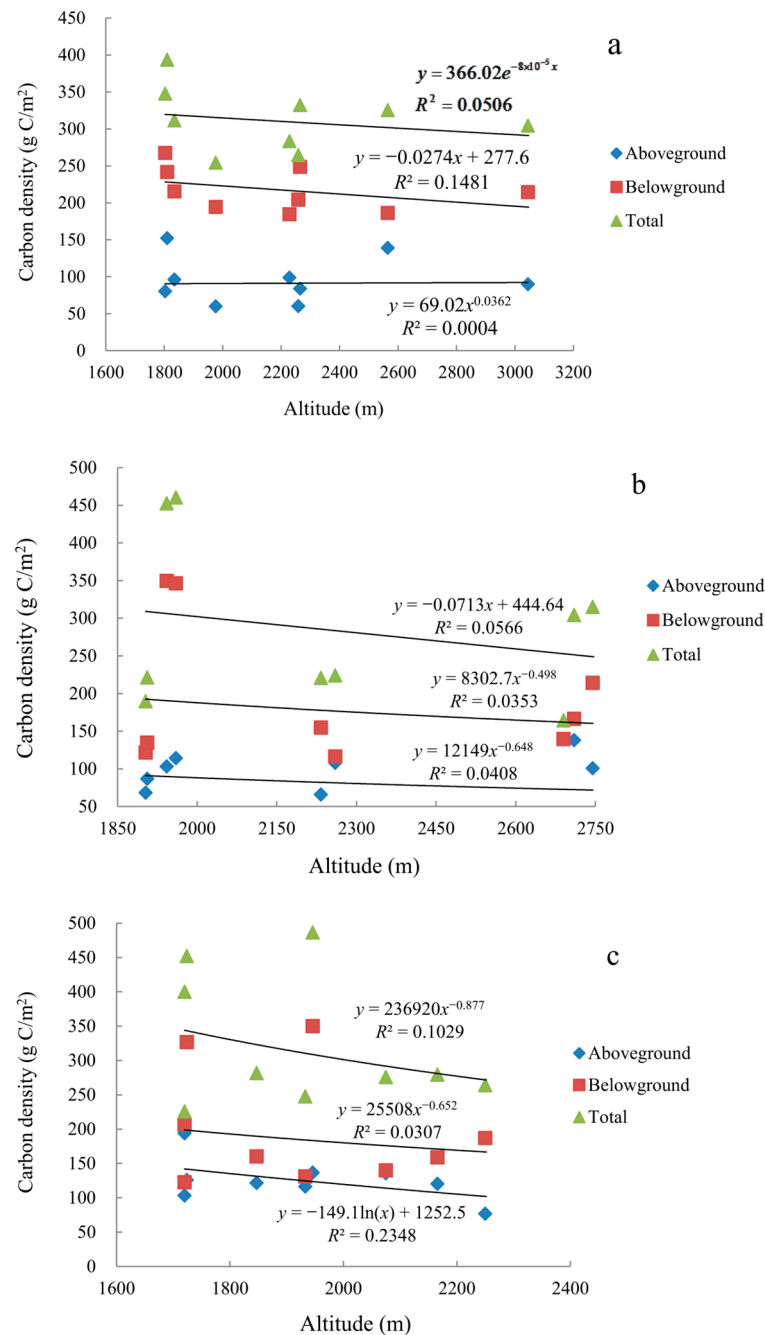 a
400
450
350
300
250
200
150
100
50
0
Carbon density (g C/m²)
y = 366.02e^{−8×10^{-5} x}
R² = 0.0506
y = −0.0274x + 277.6
R² = 0.1481
y = 69.02x^{0.0362}
R² = 0.0004
Aboveground
Belowground
Total
1600 1800 2000 2200 2400 2600 2800 3000 3200
Altitude (m)
b
500
450
400
350
300
250
200
150
100
50
Carbon density (g C/m²)
y = −0.0713x + 444.64
R² = 0.0566
y = 8302.7x^{−0.498}
R² = 0.0353
y = 12149x^{−0.648}
R² = 0.0408
Aboveground
Belowground
Total
1850 2000 2150 2300 2450 2600 2750
Altitude (m)
c
500
450
400
350
300
250
200
150
100
50
0
Carbon density (g C/m²)
y = 236920x^{−0.877}
R² = 0.1029
y = 25508x^{−0.652}
R² = 0.0307
y = −149.1ln(x) + 1252.5
R² = 0.2348
Aboveground
Belowground
Total
1600 1800 2000 2200 2400
Altitude (m)